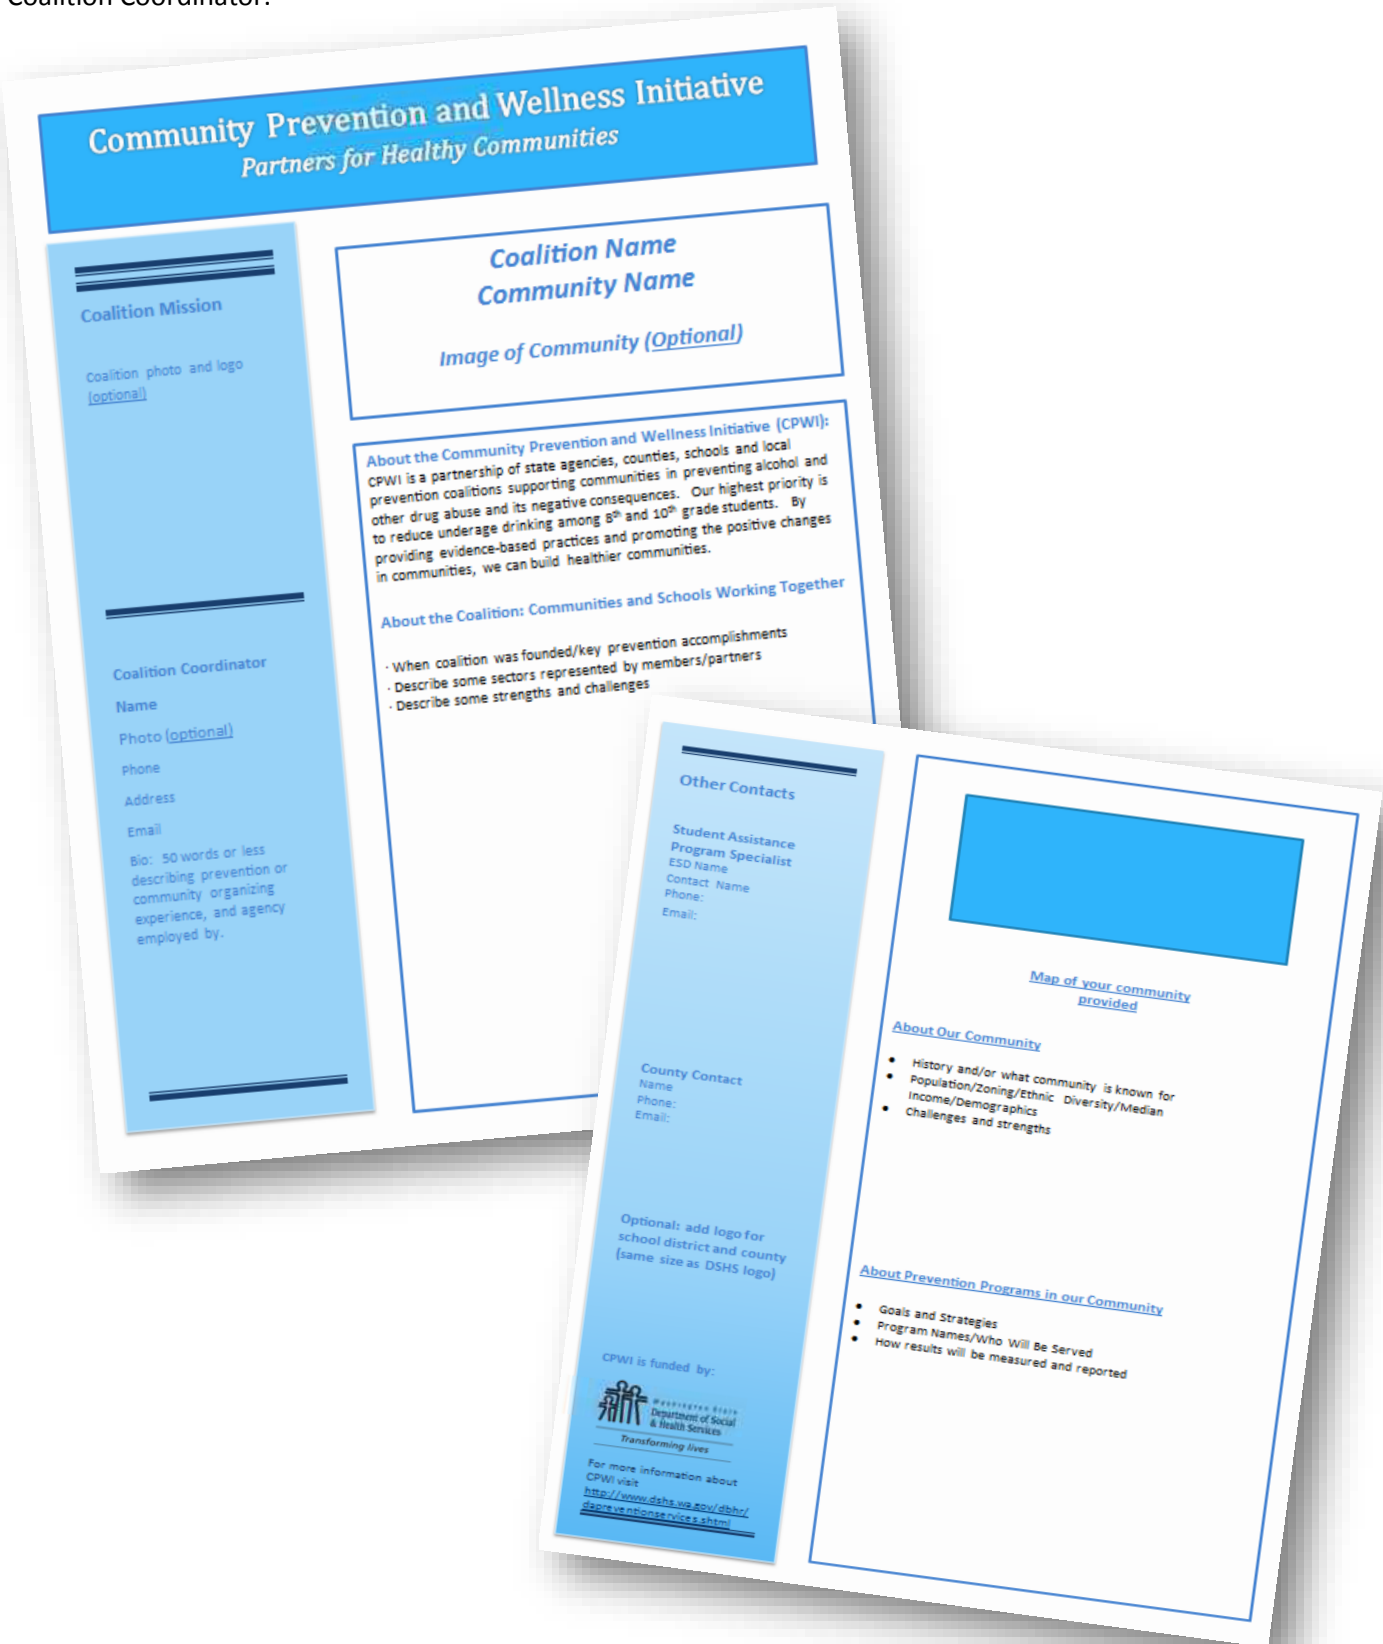 Coalition Coordinator.
Community Prevention and Wellness Initiative
Partners for Healthy Communities
Coalition Mission
Coalition photo and logo
(optional)
Coalition Coordinator
Name
Photo (optional)
Phone
Address
Email
Bio: 50 words or less
describing prevention or
community organizing
experience, and agency
employed by.
Coalition Name
Community Name
Image of Community (Optional)
About the Community Prevention and Wellness Initiative (CPWI):
CPWI is a partnership of state agencies, counties, schools and local
prevention coalitions supporting communities in preventing alcohol and
other drug abuse and its negative consequences. Our highest priority is
to reduce underage drinking among 8th and 10th grade students. By
providing evidence-based practices and promoting the positive changes
in communities, we can build healthier communities.
About the Coalition: Communities and Schools Working Together
· When coalition was founded/key prevention accomplishments
· Describe some sectors represented by members/partners
· Describe some strengths and challenges
Other Contacts
Student Assistance
Program Specialist
ESD Name
Contact Name
Phone:
Email:
County Contact
Name
Phone:
Email:
Optional: add logo for
school district and county
(same size as DSHS logo)
CPWI is funded by:
Washington State
Department of Social
& Health Services
Transforming lives
For more information about
CPWI visit
http://www.dshs.wa.gov/dbhr/
dapreventionservices.shtml
Map of your community
provided
About Our Community
● History and/or what community is known for
● Population/Zoning/Ethnic Diversity/Median
Income/Demographics
● Challenges and strengths
About Prevention Programs in our Community
● Goals and Strategies
● Program Names/Who Will Be Served
● How results will be measured and reported